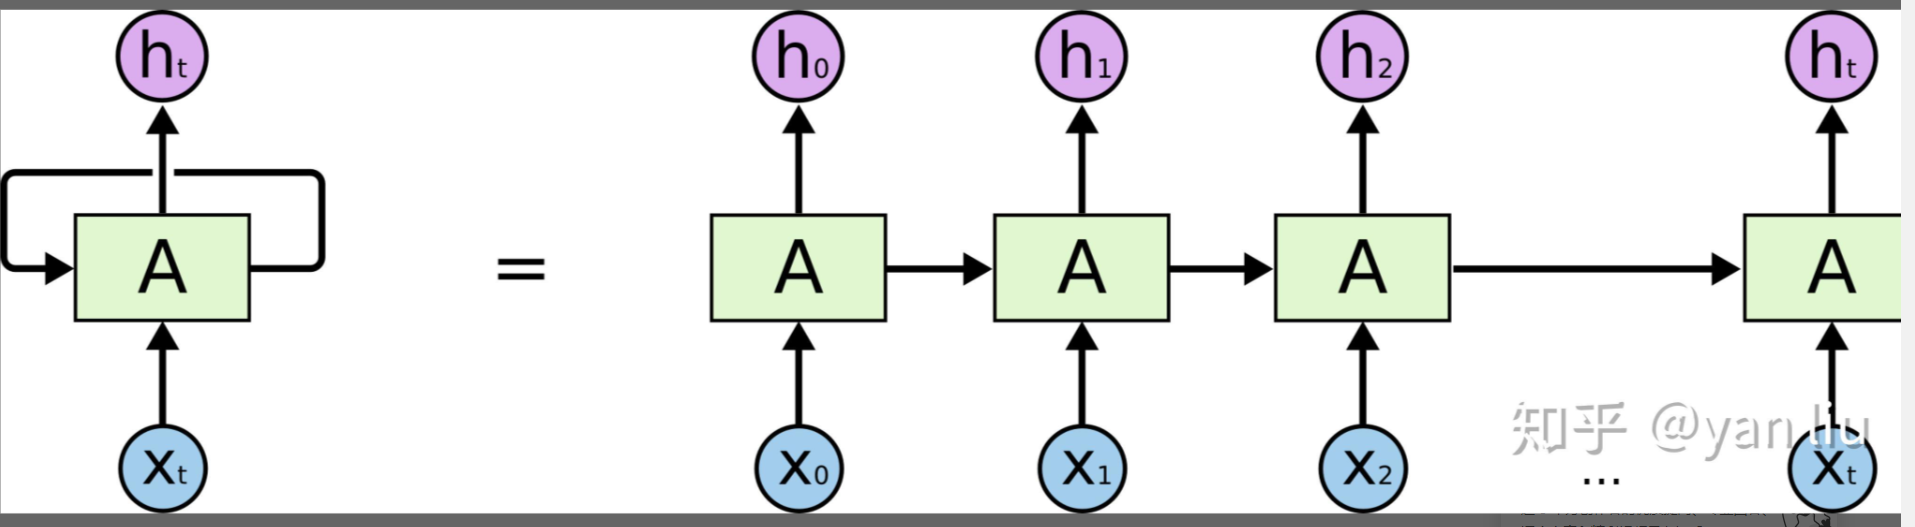 h_t h_0 h_1 h_2 h_t
A = A A A A
知乎 @yan liu
x_t x_0 x_1 x_2 ... x_t